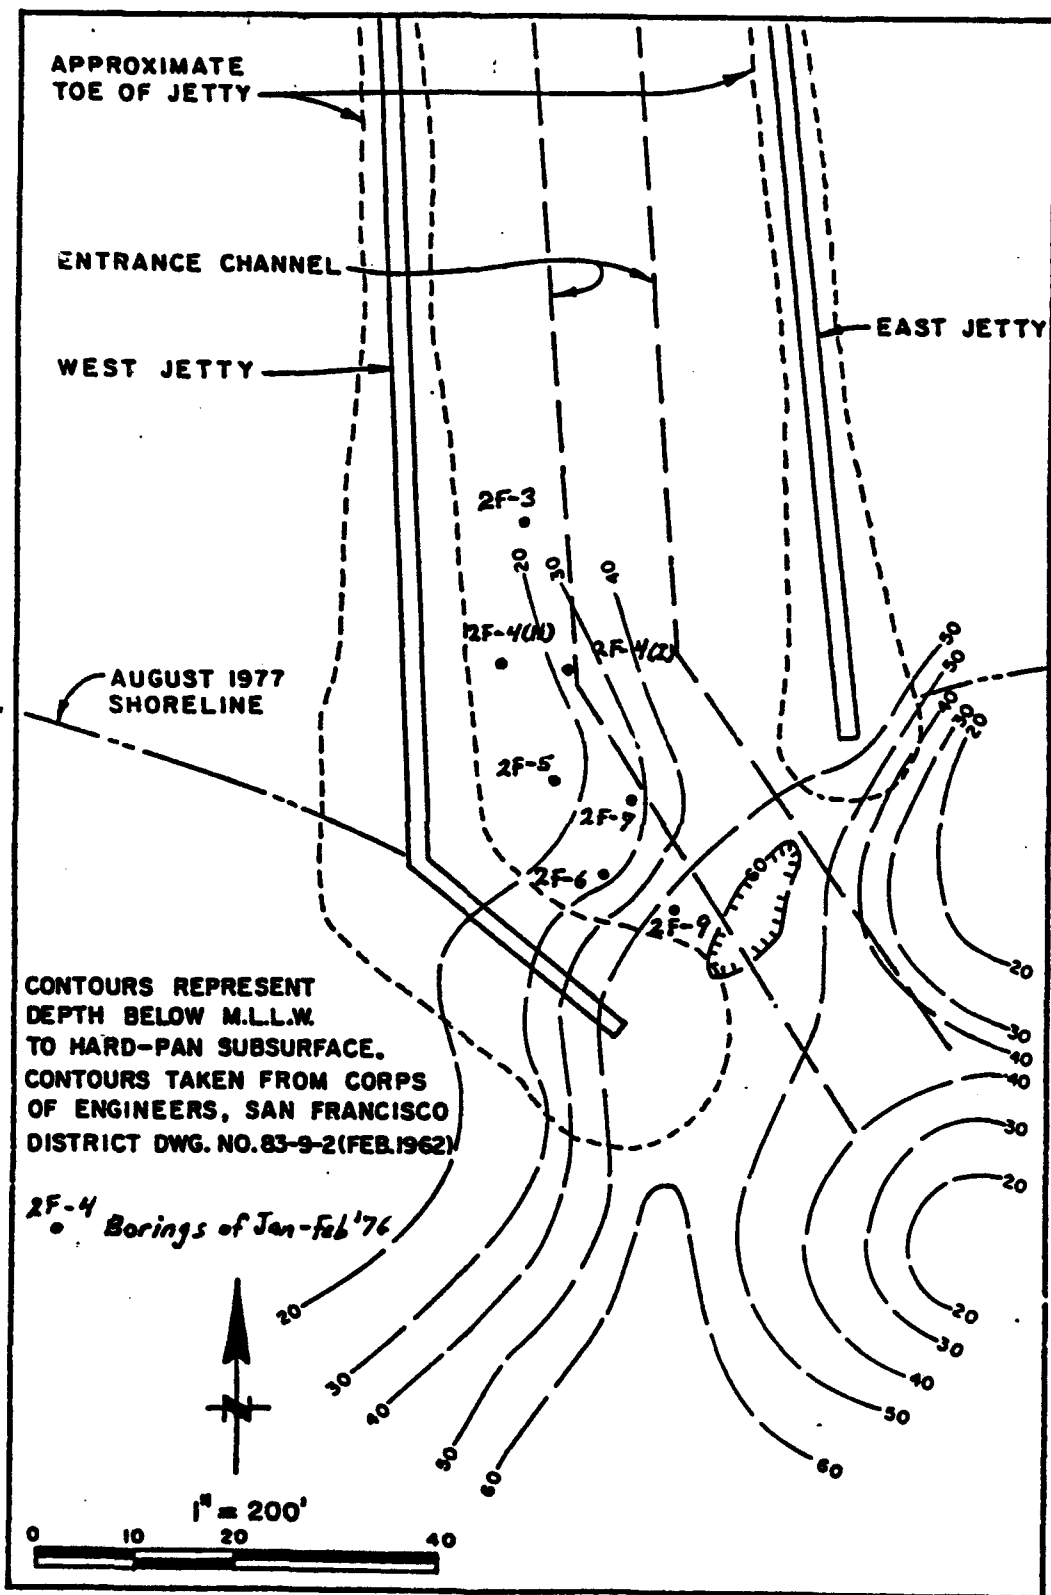 APPROXIMATE
TOE OF JETTY
ENTRANCE CHANNEL
EAST JETTY
WEST JETTY
2F-3
20
30
40
2F-4(N)
2F-4(I)
50
50
40
30
20
AUGUST 1977
SHORELINE
2F-5
2F-7
60
2F-6
2F-9
20
CONTOURS REPRESENT
DEPTH BELOW M.L.L.W.
TO HARD-PAN SUBSURFACE.
CONTOURS TAKEN FROM CORPS
OF ENGINEERS, SAN FRANCISCO
DISTRICT DWG. NO. 83-9-2 (FEB. 1962)
30
40
40
30
20
2F-4
Borings of Jan-Feb '76
20
20
30
30
40
40
50
50
60
60
N
1" = 200'
0 10 20 40